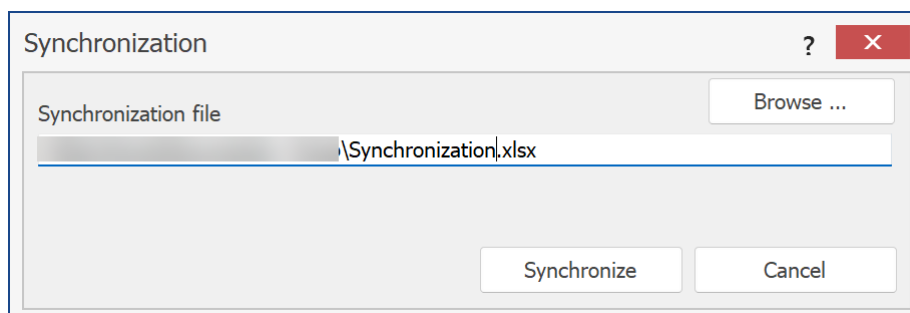 Synchronization
?
Browse ...
Synchronization file
\Synchronization.xlsx
Synchronize
Cancel